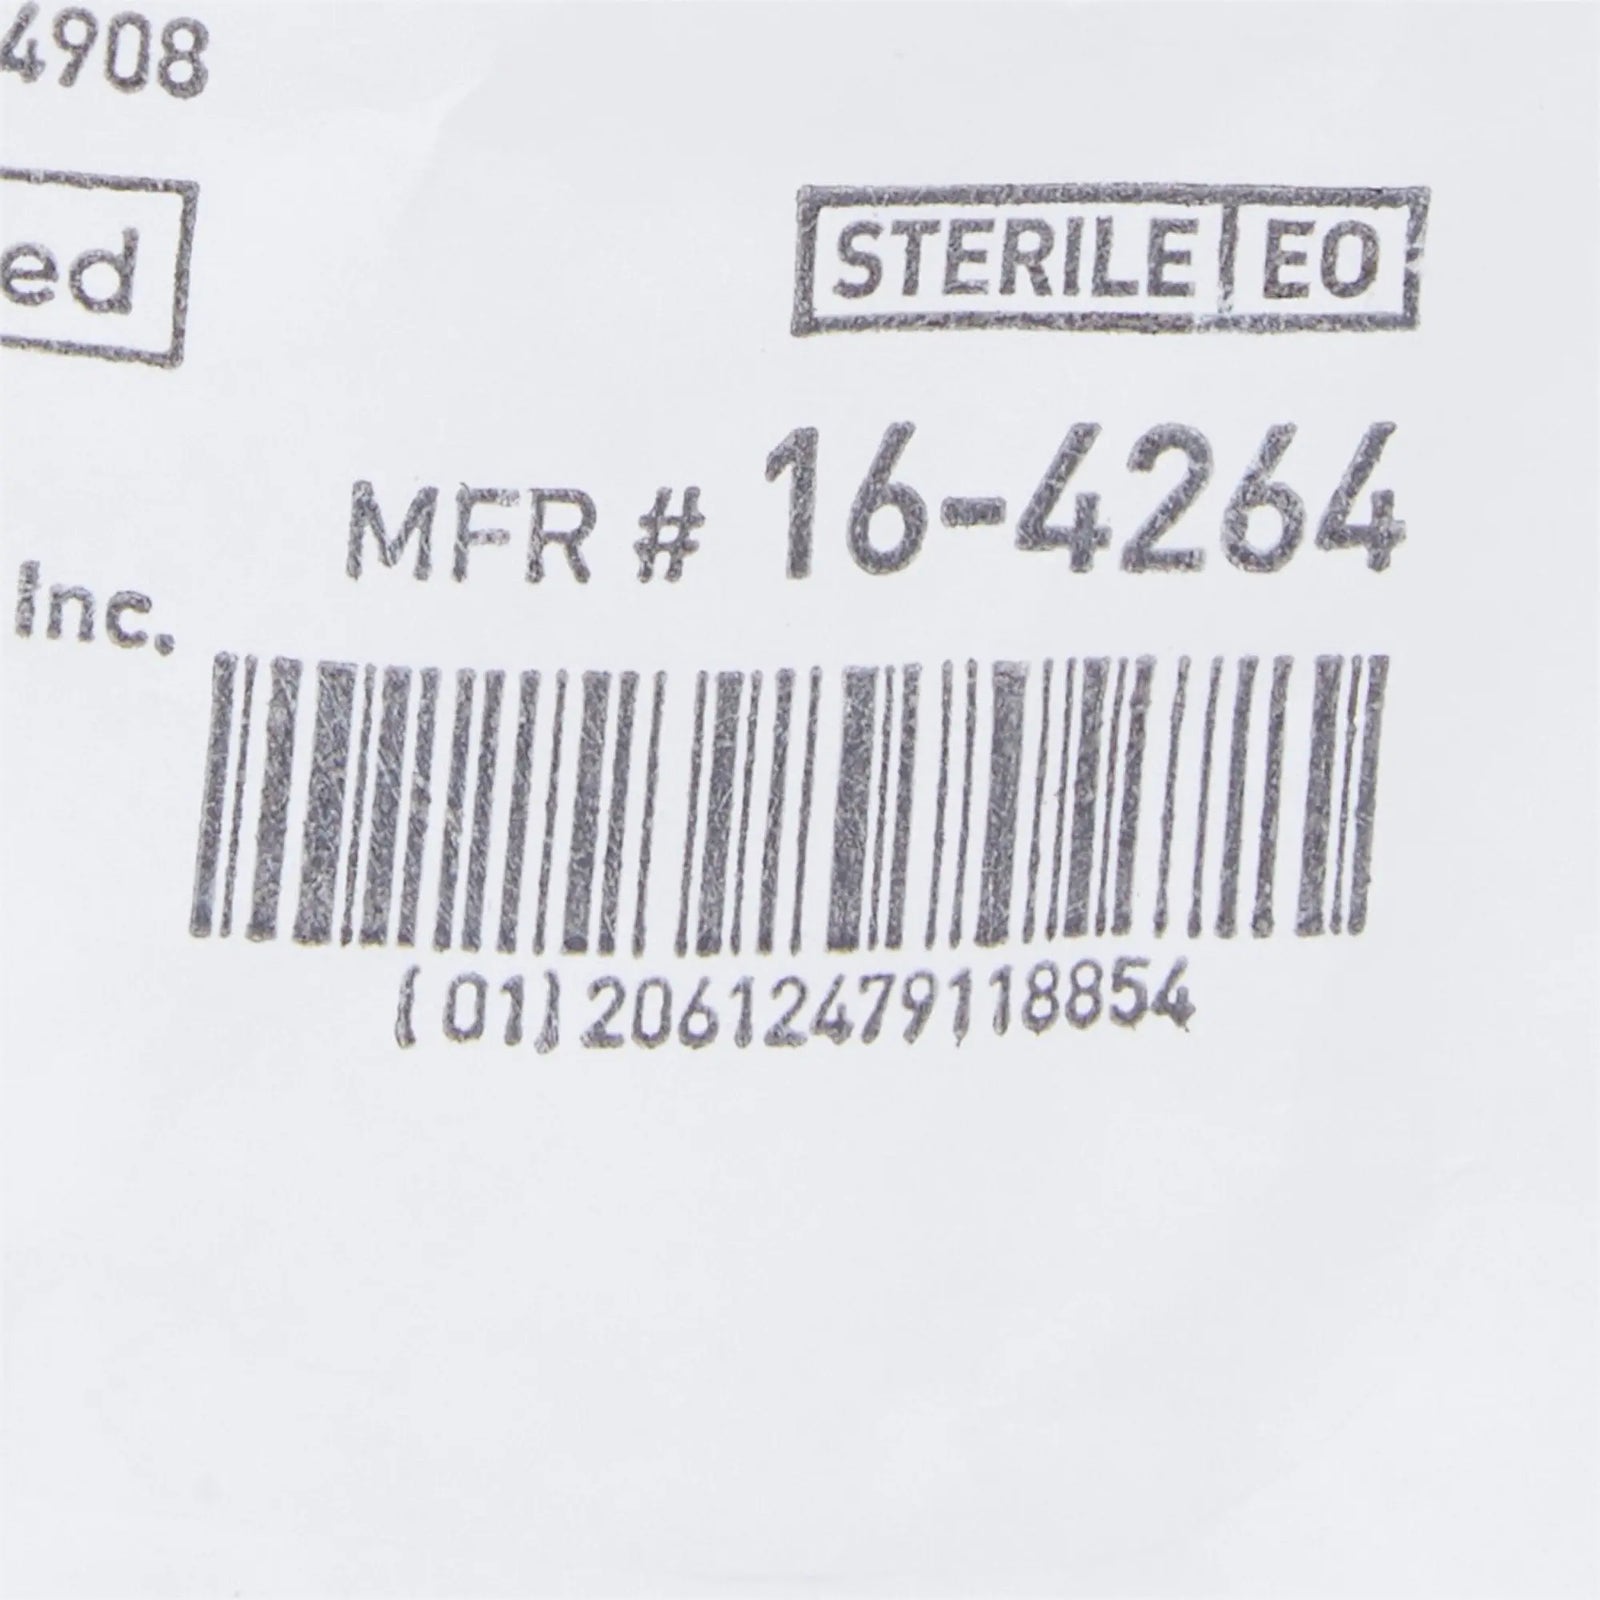 4908
ed
STERILE EO
MFR # 16-4264
Inc.
(01)20612479118854